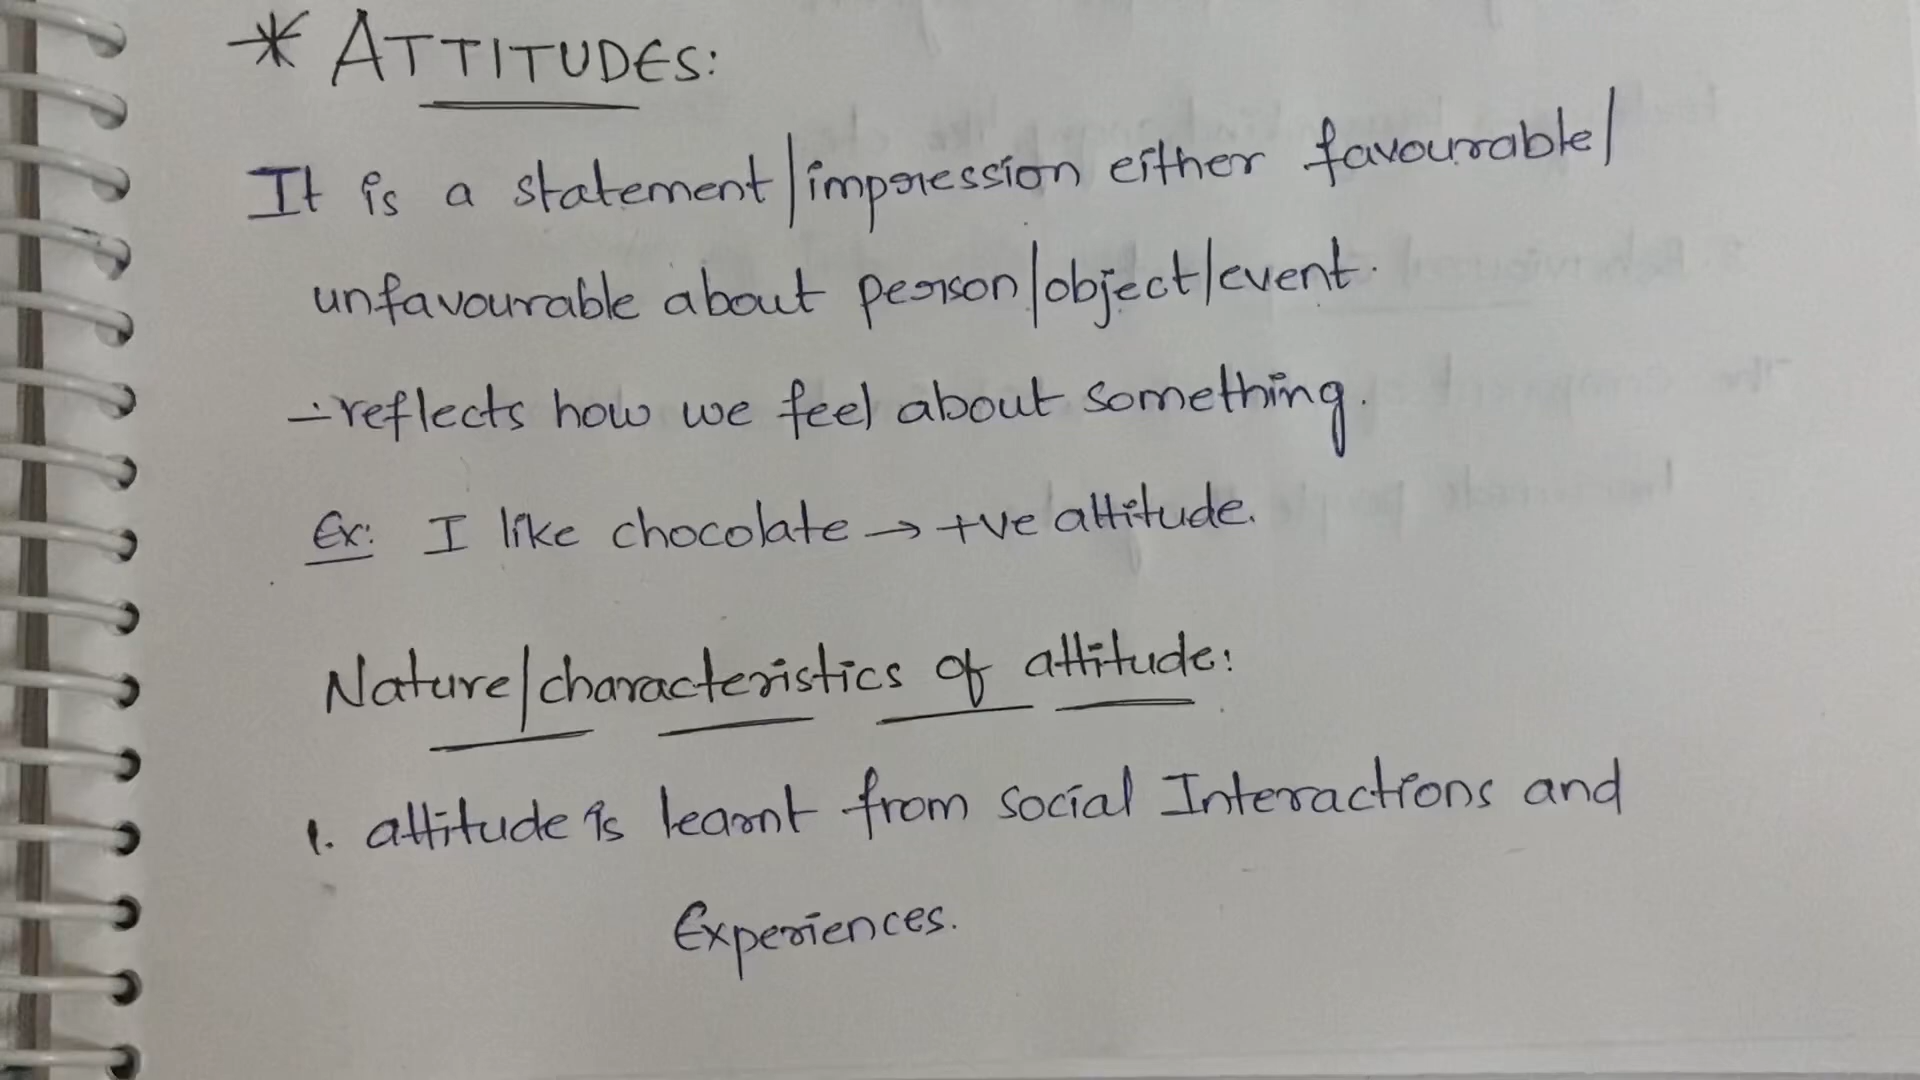 * ATTITUDES:
It is a statement/impression either favourable/
unfavourable about person/object/event.
- reflects how we feel about something.
Ex: I like chocolate → +ve attitude.
Nature/characteristics of attitude:
1. attitude is learnt from social Interactions and
Experiences.